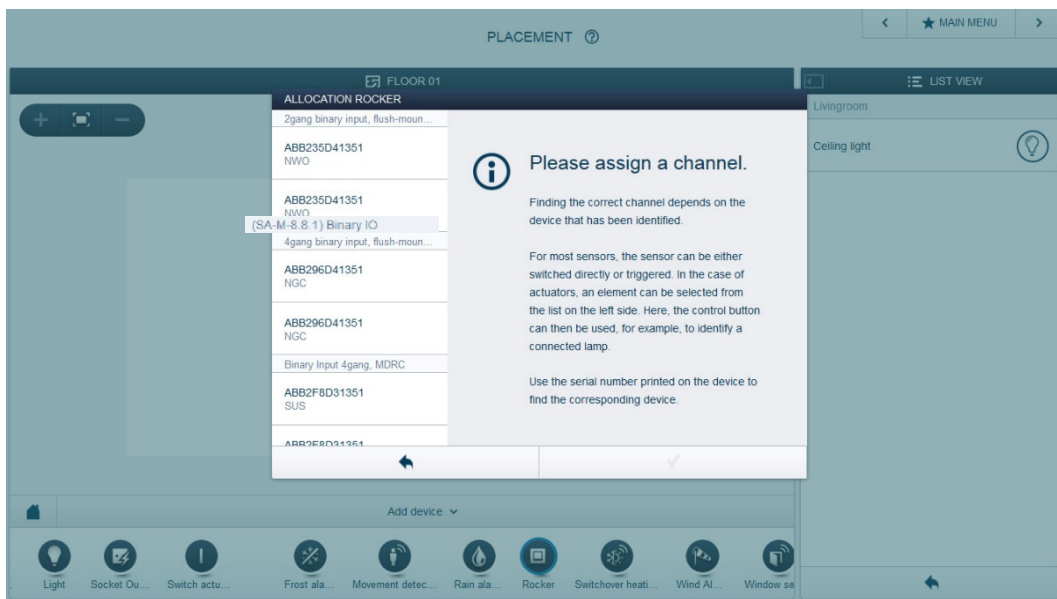 PLACEMENT ?
MAIN MENU
FLOOR 01
LIST VIEW
ALLOCATION ROCKER
2gang binary input, flush-moun...
ABB235D41351
NWO
ABB235D41351
NWO
(SA-M-8.8.1) Binary IO
4gang binary input, flush-moun...
ABB296D41351
NGC
ABB296D41351
NGC
Binary Input 4gang, MDRC
ABB2F8D31351
SUS
ABB2F8D31351
Please assign a channel.
Finding the correct channel depends on the
device that has been identified.
For most sensors, the sensor can be either
switched directly or triggered. In the case of
actuators, an element can be selected from
the list on the left side. Here, the control button
can then be used, for example, to identify a
connected lamp.
Use the serial number printed on the device to
find the corresponding device.
Livingroom
Ceiling light
Add device
Light
Socket Ou...
Switch actu...
Frost ala...
Movement detec...
Rain ala...
Rocker
Switchover heati...
Wind Al...
Window se